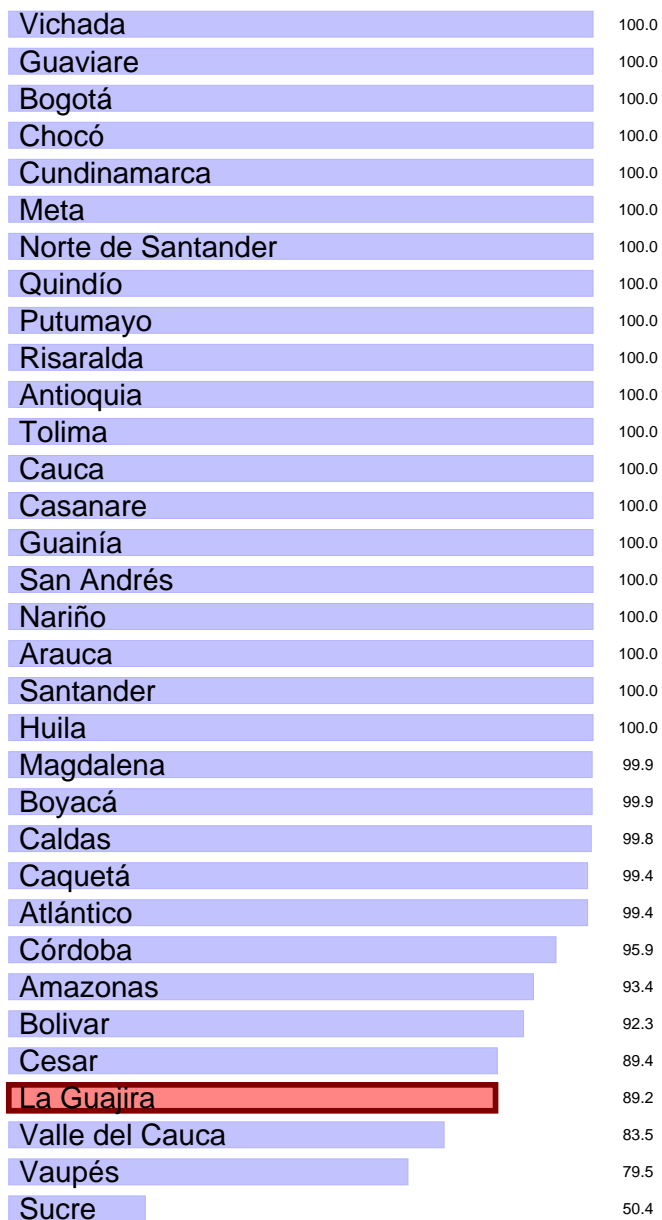 Vichada 100.0
Guaviare 100.0
Bogotá 100.0
Chocó 100.0
Cundinamarca 100.0
Meta 100.0
Norte de Santander 100.0
Quindío 100.0
Putumayo 100.0
Risaralda 100.0
Antioquia 100.0
Tolima 100.0
Cauca 100.0
Casanare 100.0
Guainía 100.0
San Andrés 100.0
Nariño 100.0
Arauca 100.0
Santander 100.0
Huila 100.0
Magdalena 99.9
Boyacá 99.9
Caldas 99.8
Caquetá 99.4
Atlántico 99.4
Córdoba 95.9
Amazonas 93.4
Bolivar 92.3
Cesar 89.4
La Guajira 89.2
Valle del Cauca 83.5
Vaupés 79.5
Sucre 50.4